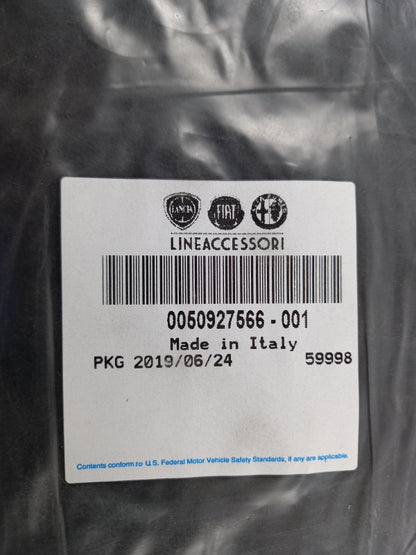 LANCIA FIAT
LINEACCESSORI
0050927566 - 001
Made in Italy
PKG 2019/06/24 59998
Contents conform to U.S. Federal Motor Vehicle Safety Standards, if any are applicable.